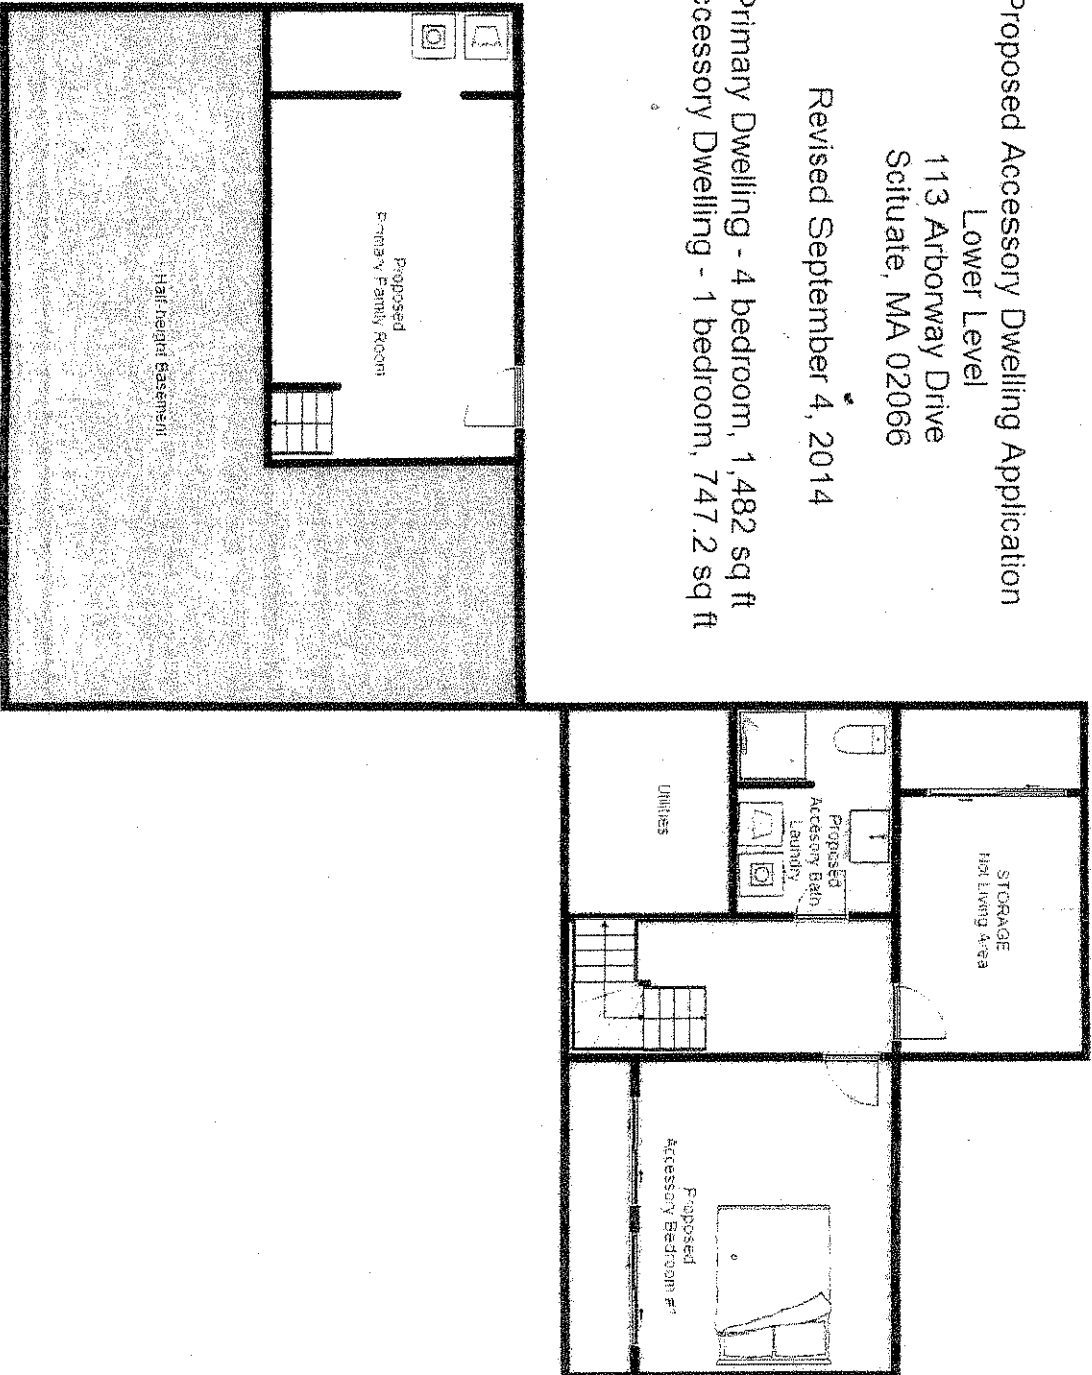 Proposed Accessory Dwelling Application
Lower Level
113 Arborway Drive
Scituate, MA 02066
Revised September 4, 2014
Primary Dwelling - 4 bedroom, 1,482 sq ft
ccessory Dwelling - 1 bedroom, 747.2 sq ft
Proposed
Primary Family Room
Half-height Basement
STORAGE
Not Living Area
Proposed
Accesory Bath
Laundry
Utilities
Proposed
Accessory Bedroom #1